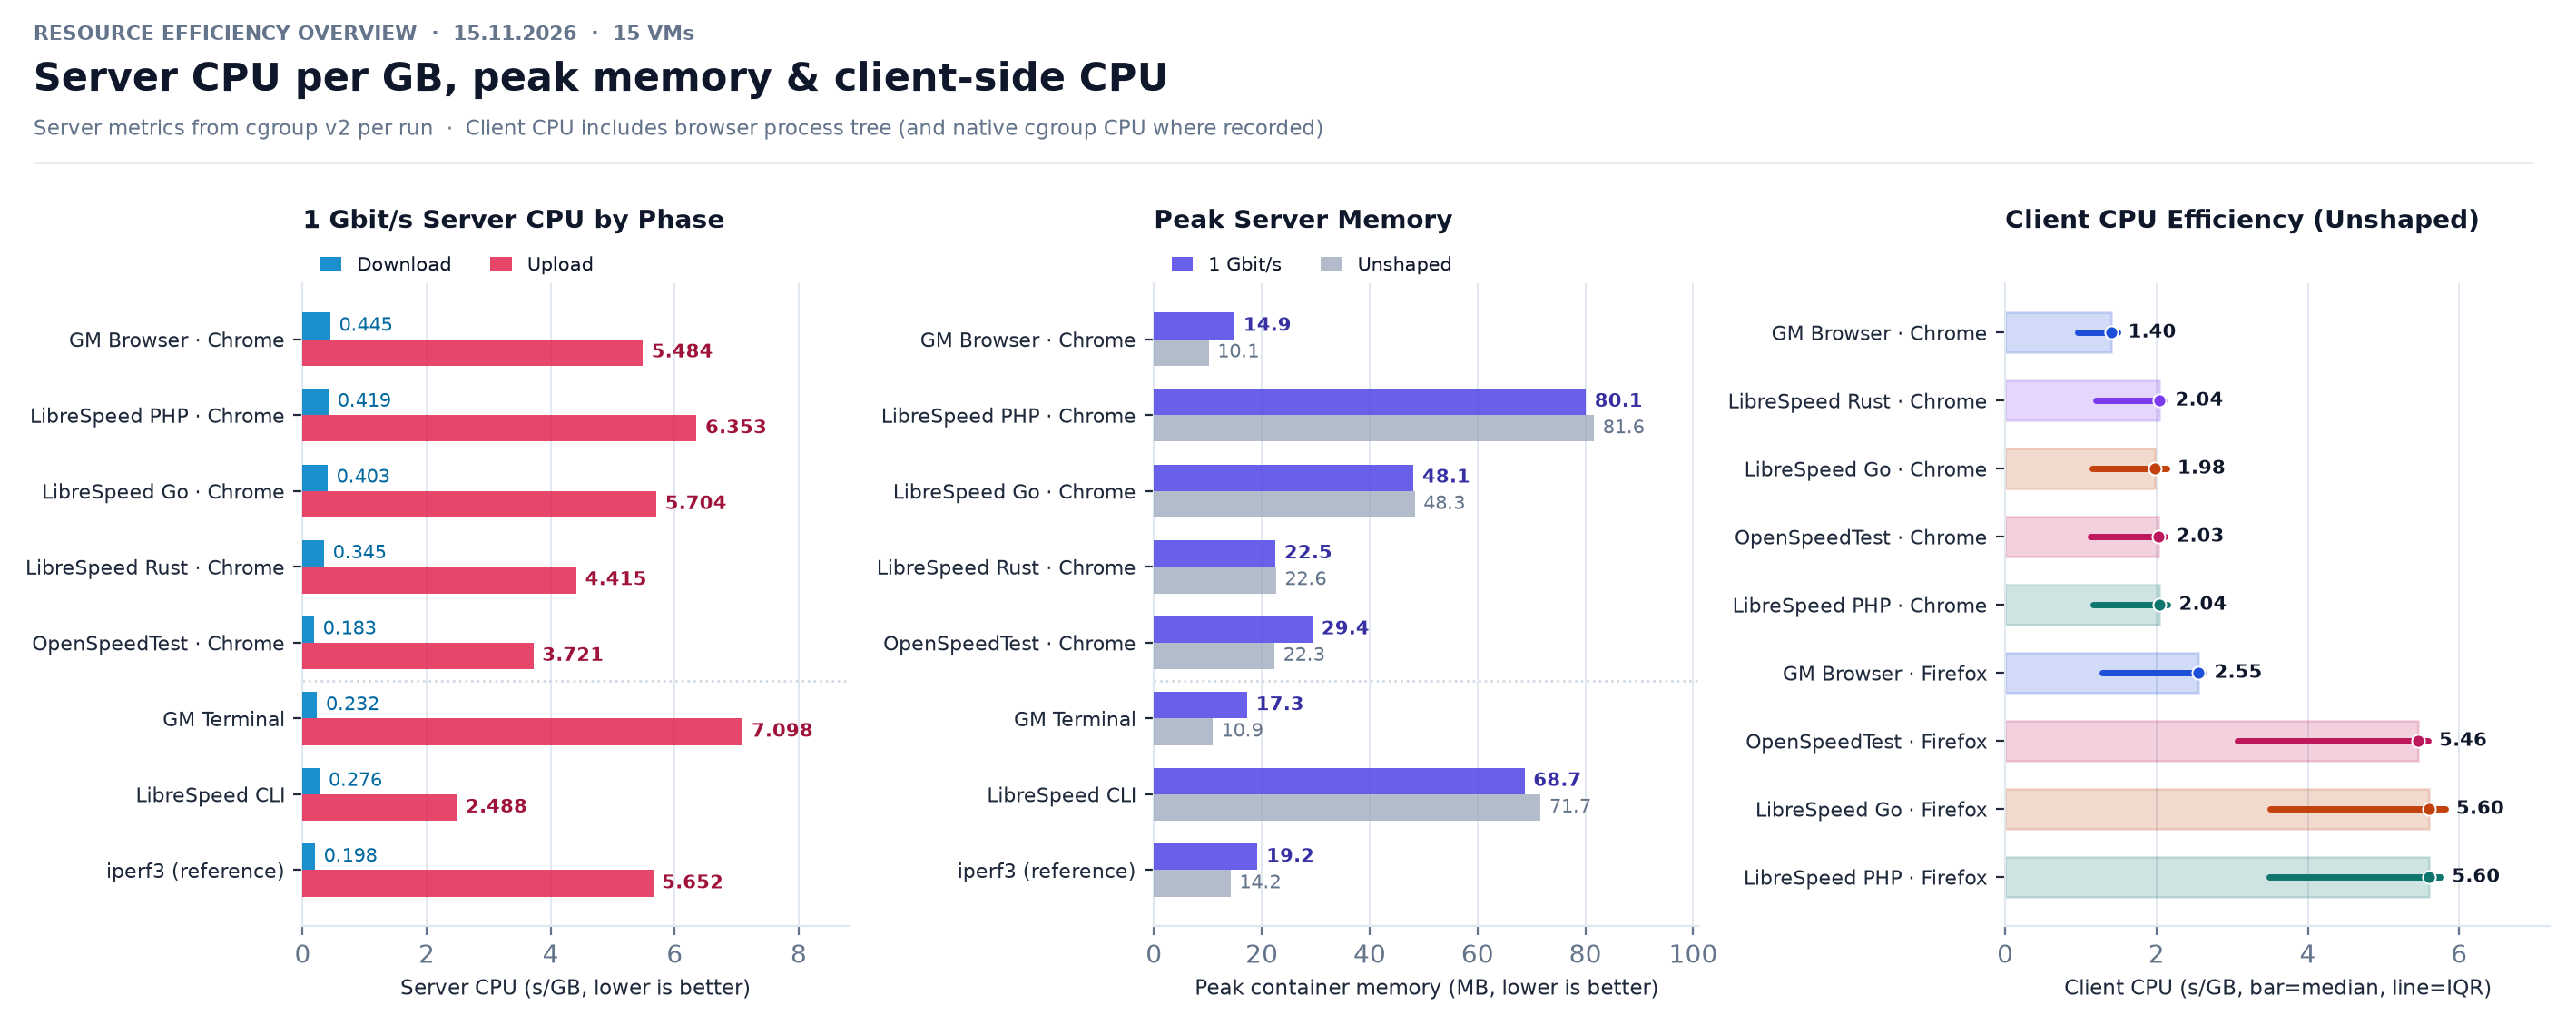 RESOURCE EFFICIENCY OVERVIEW · 15.11.2026 · 15 VMs
Server CPU per GB, peak memory & client-side CPU
Server metrics from cgroup v2 per run · Client CPU includes browser process tree (and native cgroup CPU where recorded)
1 Gbit/s Server CPU by Phase
Download Upload
GM Browser · Chrome 0.445 5.484
LibreSpeed PHP · Chrome 0.419 6.353
LibreSpeed Go · Chrome 0.403 5.704
LibreSpeed Rust · Chrome 0.345 4.415
OpenSpeedTest · Chrome 0.183 3.721
GM Terminal 0.232 7.098
LibreSpeed CLI 0.276 2.488
iperf3 (reference) 0.198 5.652
0 2 4 6 8
Server CPU (s/GB, lower is better)
Peak Server Memory
1 Gbit/s Unshaped
GM Browser · Chrome 14.9 10.1
LibreSpeed PHP · Chrome 80.1 81.6
LibreSpeed Go · Chrome 48.1 48.3
LibreSpeed Rust · Chrome 22.5 22.6
OpenSpeedTest · Chrome 29.4 22.3
GM Terminal 17.3 10.9
LibreSpeed CLI 68.7 71.7
iperf3 (reference) 19.2 14.2
0 20 40 60 80 100
Peak container memory (MB, lower is better)
Client CPU Efficiency (Unshaped)
GM Browser · Chrome 1.40
LibreSpeed Rust · Chrome 2.04
LibreSpeed Go · Chrome 1.98
OpenSpeedTest · Chrome 2.03
LibreSpeed PHP · Chrome 2.04
GM Browser · Firefox 2.55
OpenSpeedTest · Firefox 5.46
LibreSpeed Go · Firefox 5.60
LibreSpeed PHP · Firefox 5.60
0 2 4 6
Client CPU (s/GB, bar=median, line=IQR)